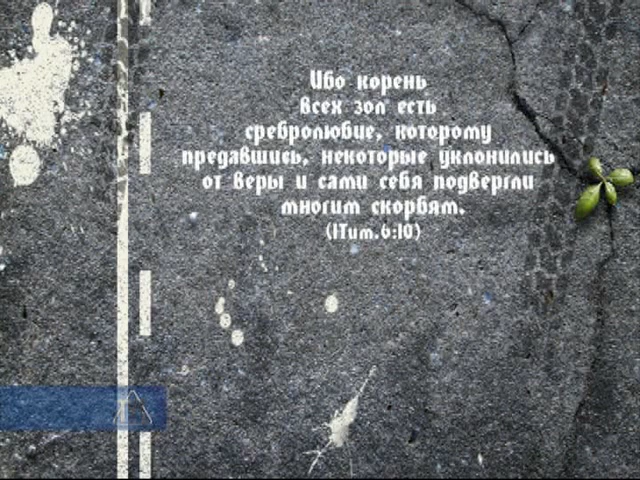 Ибо корень
всех зол есть
сребролюбие, которому
предавшись, некоторые уклонились
от веры и сами себя подвергли
многим скорбям.
(1Тим.6:10)